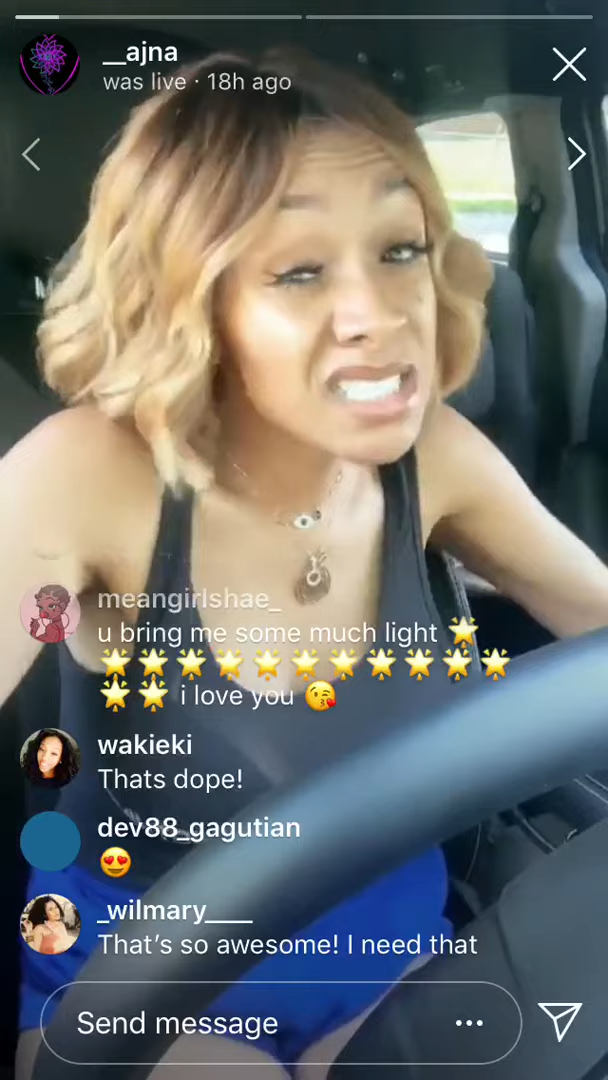 __ajna
was live · 18h ago
meangirlshae_
u bring me some much light 🌟
🌟🌟🌟🌟🌟🌟🌟🌟🌟🌟🌟
🌟🌟 i love you 😘
wakieki
Thats dope!
dev88_gagutian
😍
_wilmary____
That's so awesome! I need that
Send message